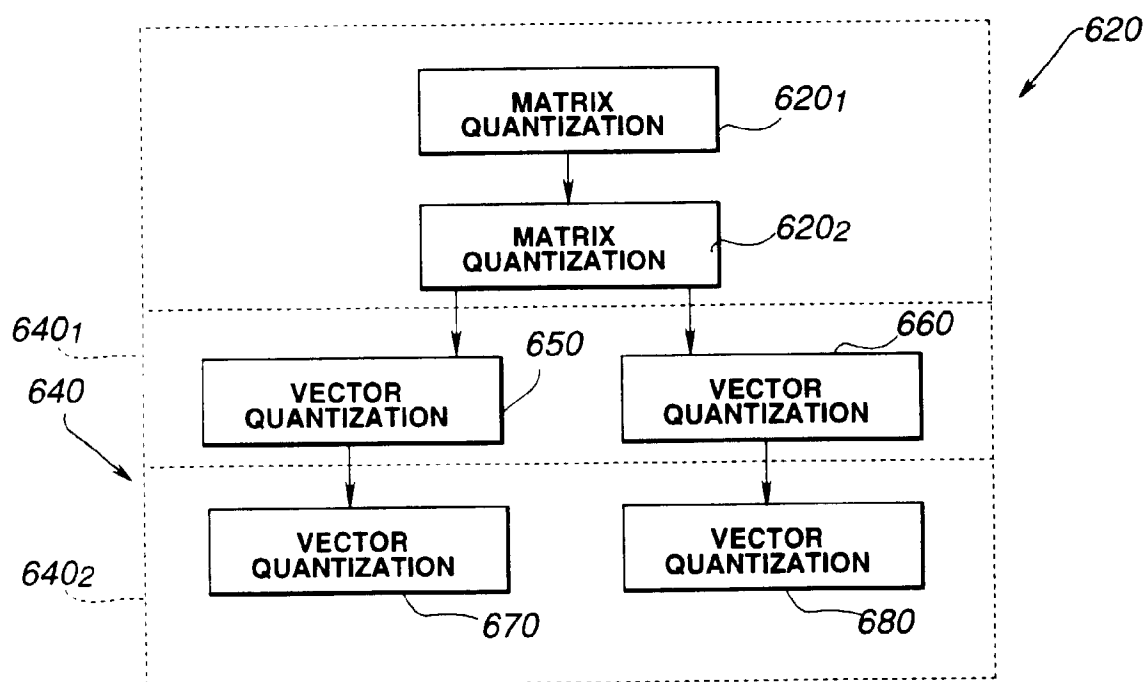 620
MATRIX
QUANTIZATION
620₁
MATRIX
QUANTIZATION
620₂
640₁
640
VECTOR
QUANTIZATION
650
VECTOR
QUANTIZATION
660
640₂
VECTOR
QUANTIZATION
670
VECTOR
QUANTIZATION
680